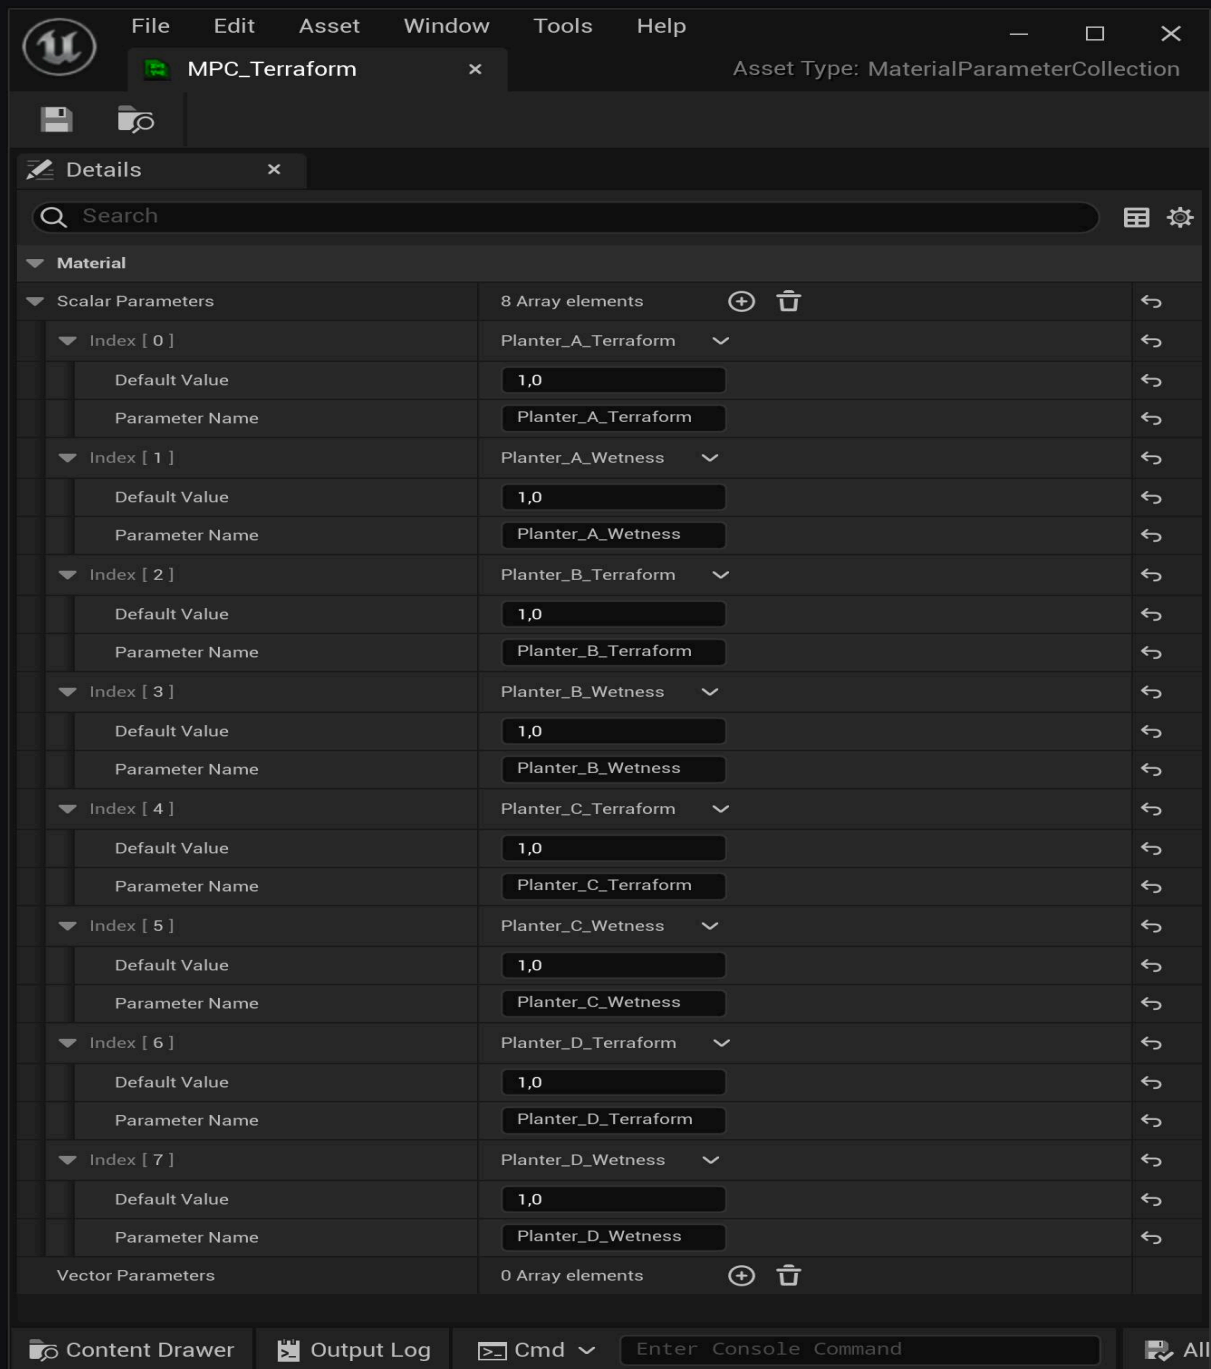 File Edit Asset Window Tools Help
MPC_Terraform
Asset Type: MaterialParameterCollection
Details
Search
Material
Scalar Parameters 8 Array elements
Index [ 0 ] Planter_A_Terraform
Default Value 1,0
Parameter Name Planter_A_Terraform
Index [ 1 ] Planter_A_Wetness
Default Value 1,0
Parameter Name Planter_A_Wetness
Index [ 2 ] Planter_B_Terraform
Default Value 1,0
Parameter Name Planter_B_Terraform
Index [ 3 ] Planter_B_Wetness
Default Value 1,0
Parameter Name Planter_B_Wetness
Index [ 4 ] Planter_C_Terraform
Default Value 1,0
Parameter Name Planter_C_Terraform
Index [ 5 ] Planter_C_Wetness
Default Value 1,0
Parameter Name Planter_C_Wetness
Index [ 6 ] Planter_D_Terraform
Default Value 1,0
Parameter Name Planter_D_Terraform
Index [ 7 ] Planter_D_Wetness
Default Value 1,0
Parameter Name Planter_D_Wetness
Vector Parameters 0 Array elements
Content Drawer Output Log Cmd Enter Console Command All